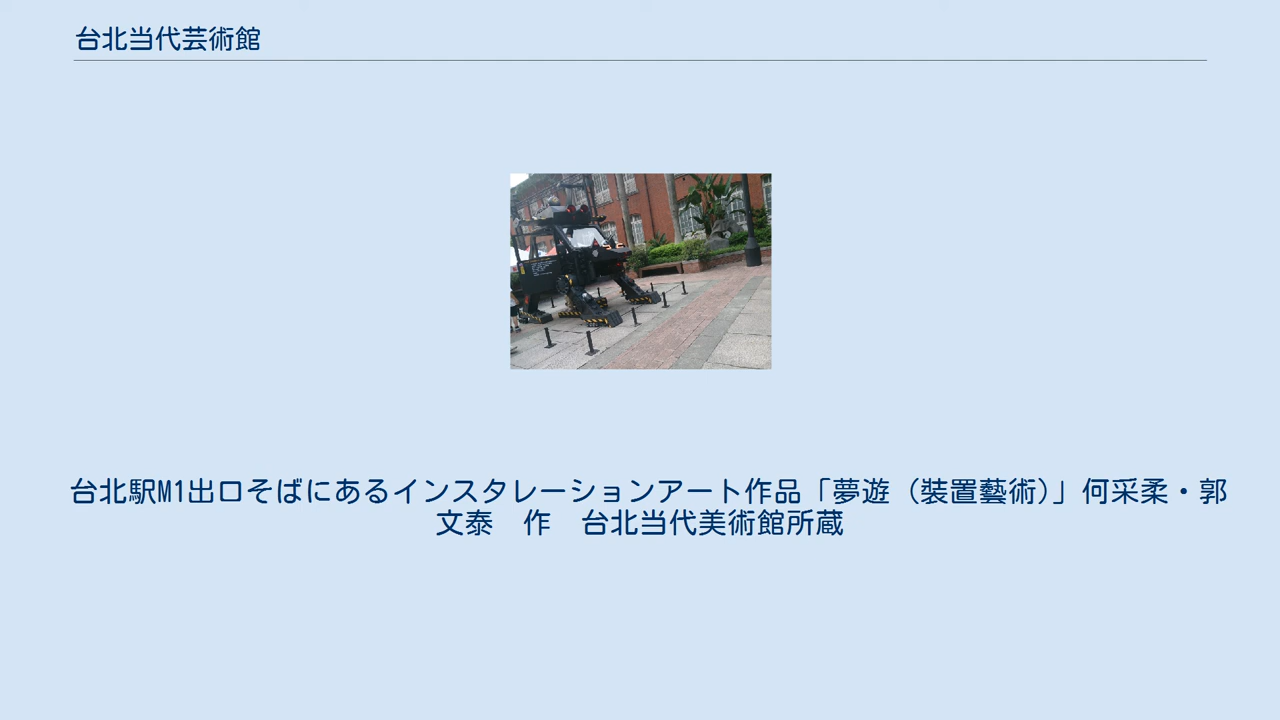 台北当代芸術館
台北駅M1出口そばにあるインスタレーションアート作品「夢遊（裝置藝術）」何采柔・郭
文泰　作　台北当代美術館所蔵